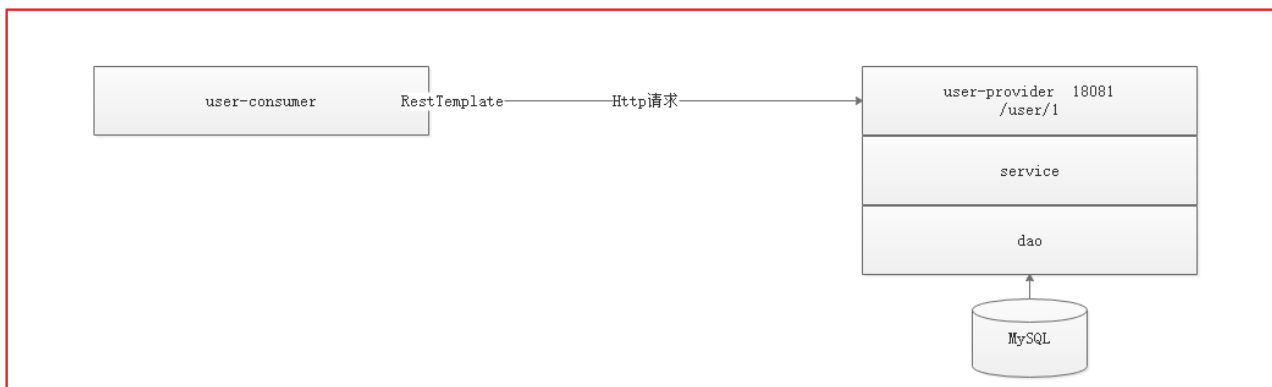 user-consumer
RestTemplate
Http请求
user-provider 18081
/user/1
service
dao
MySQL